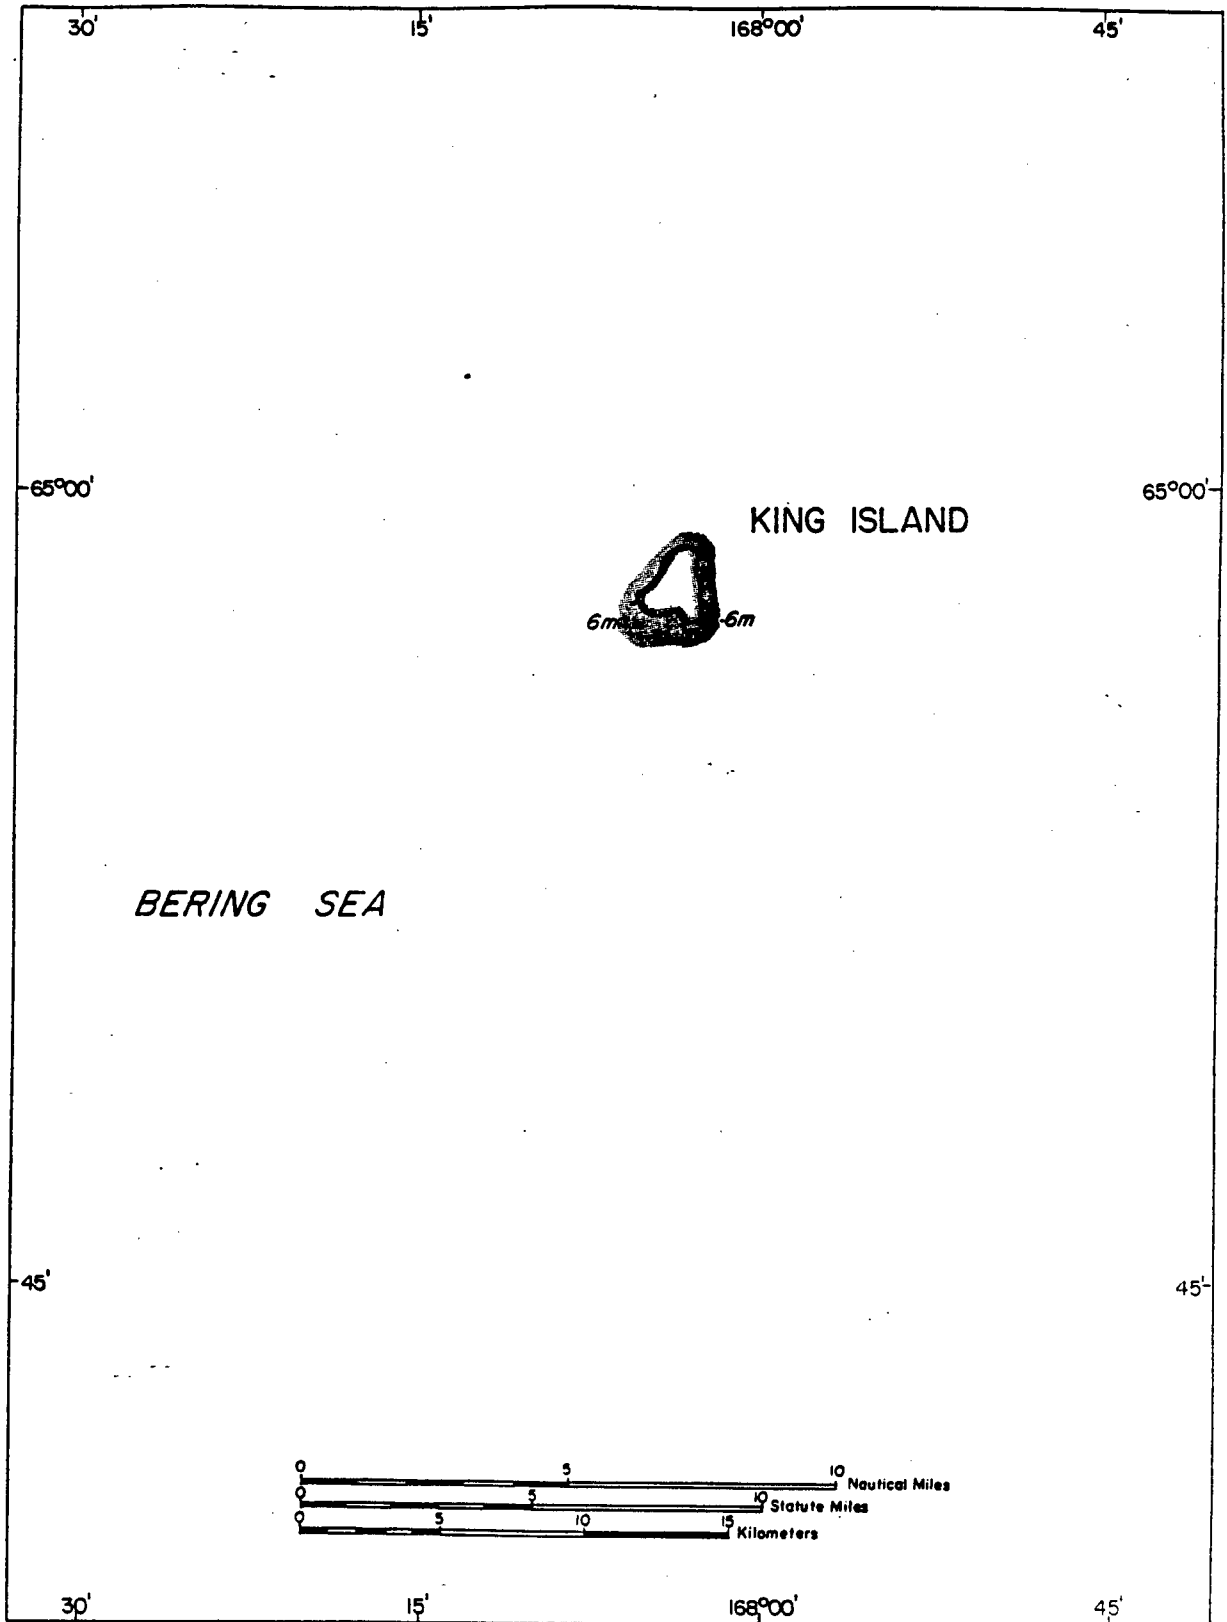 30' 15' 168°00' 45'
65°00' 65°00'
KING ISLAND
6m 6m
BERING SEA
45' 45'
0 5 10
Nautical Miles
0 5 10
Statute Miles
0 5 10 15
Kilometers
30' 15' 168°00' 45'